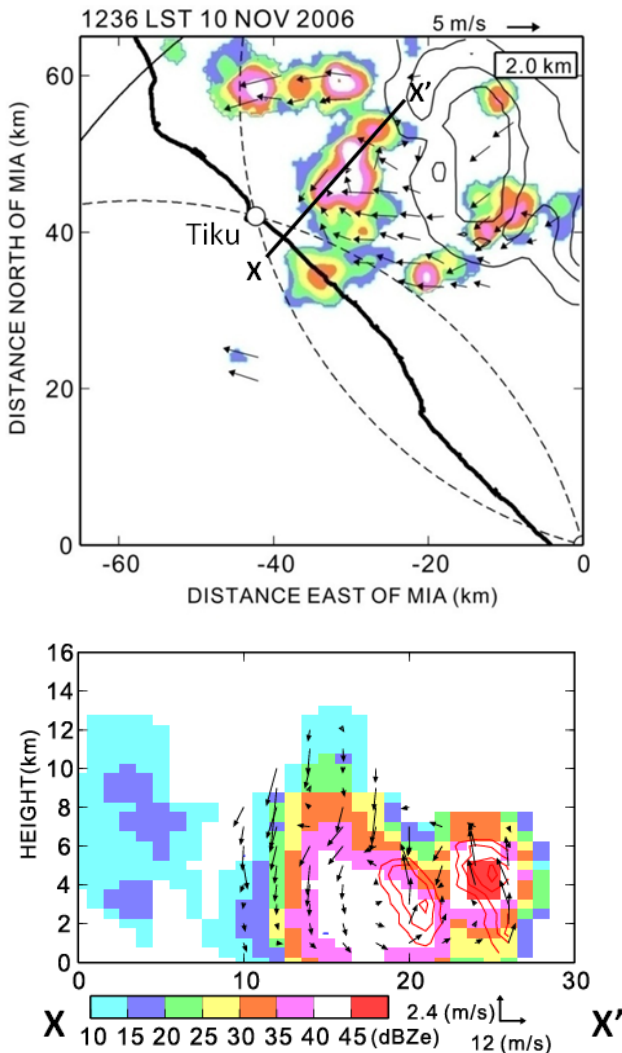 1236 LST 10 NOV 2006
5 m/s
2.0 km
60
40
20
0
DISTANCE NORTH OF MIA (km)
X'
Tiku
X
-60 -40 -20 0
DISTANCE EAST OF MIA (km)
16
14
12
10
8
6
4
2
0
HEIGHT(km)
0 10 20 30
X 10 15 20 25 30 35 40 45 (dBZe) 2.4 (m/s) X'
12 (m/s)